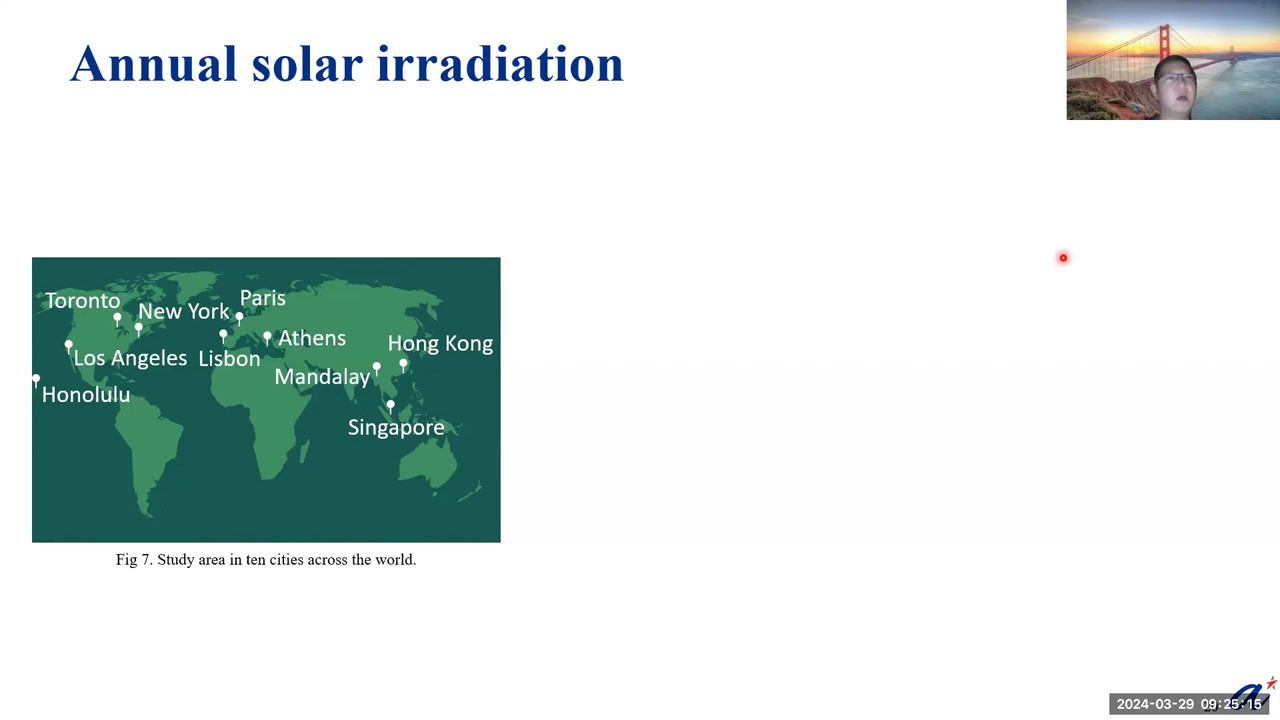 Annual solar irradiation
Toronto
New York
Paris
Athens
Hong Kong
Los Angeles
Lisbon
Mandalay
Honolulu
Singapore
Fig 7. Study area in ten cities across the world.
2024-03-29 09:25:15